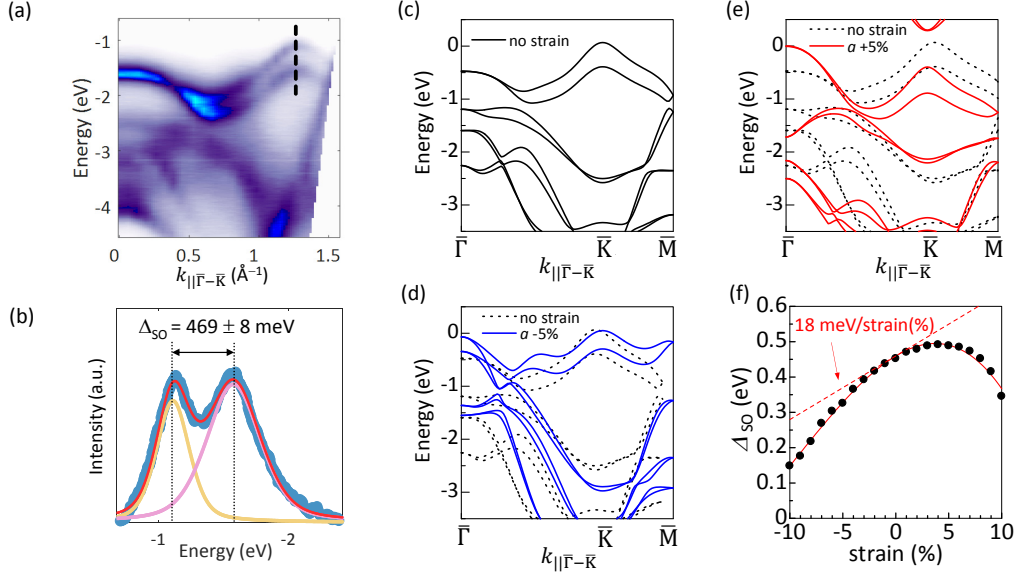 (a)
Energy (eV)
-1
-2
-3
-4
0
0.5
1
1.5
k||Γ̅−K̅ (Å⁻¹)
(b)
ΔSO = 469 ± 8 meV
Intensity (a.u.)
-1
-2
Energy (eV)
(c)
no strain
Energy (eV)
0
-1
-2
-3
Γ̅
K̅
M̅
k||Γ̅−K̅
(d)
no strain
a -5%
Energy (eV)
0
-1
-2
-3
Γ̅
K̅
M̅
k||Γ̅−K̅
(e)
no strain
a +5%
Energy (eV)
0
-1
-2
-3
Γ̅
K̅
M̅
k||Γ̅−K̅
(f)
18 meV/strain(%)
ΔSO (eV)
0.6
0.5
0.4
0.3
0.2
0.1
0.0
-10
-5
0
5
10
strain (%)